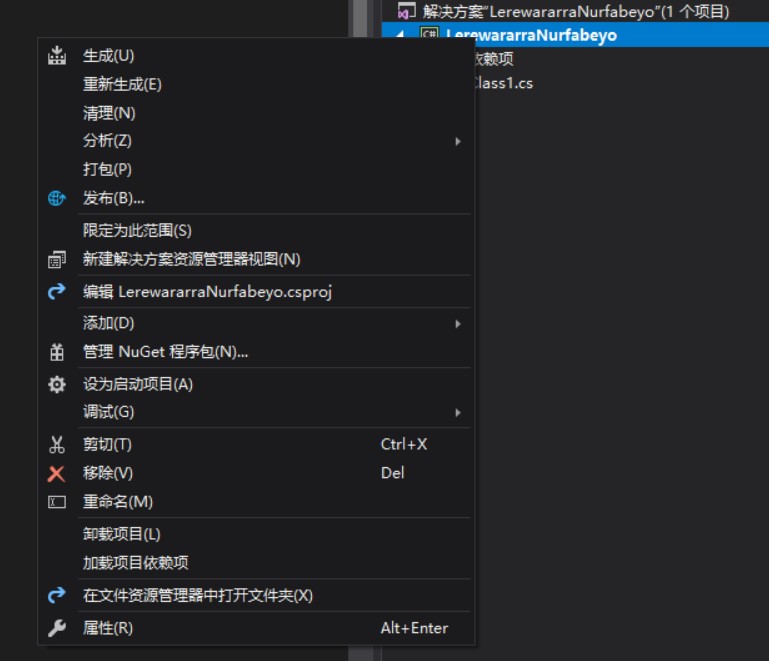 解决方案"LerewararraNurfabeyo"(1 个项目)
C# LerewararraNurfabeyo
依赖项
Class1.cs
生成(U)
重新生成(E)
清理(N)
分析(Z)
打包(P)
发布(B)...
限定为此范围(S)
新建解决方案资源管理器视图(N)
编辑 LerewararraNurfabeyo.csproj
添加(D)
管理 NuGet 程序包(N)...
设为启动项目(A)
调试(G)
剪切(T) Ctrl+X
移除(V) Del
重命名(M)
卸载项目(L)
加载项目依赖项
在文件资源管理器中打开文件夹(X)
属性(R) Alt+Enter